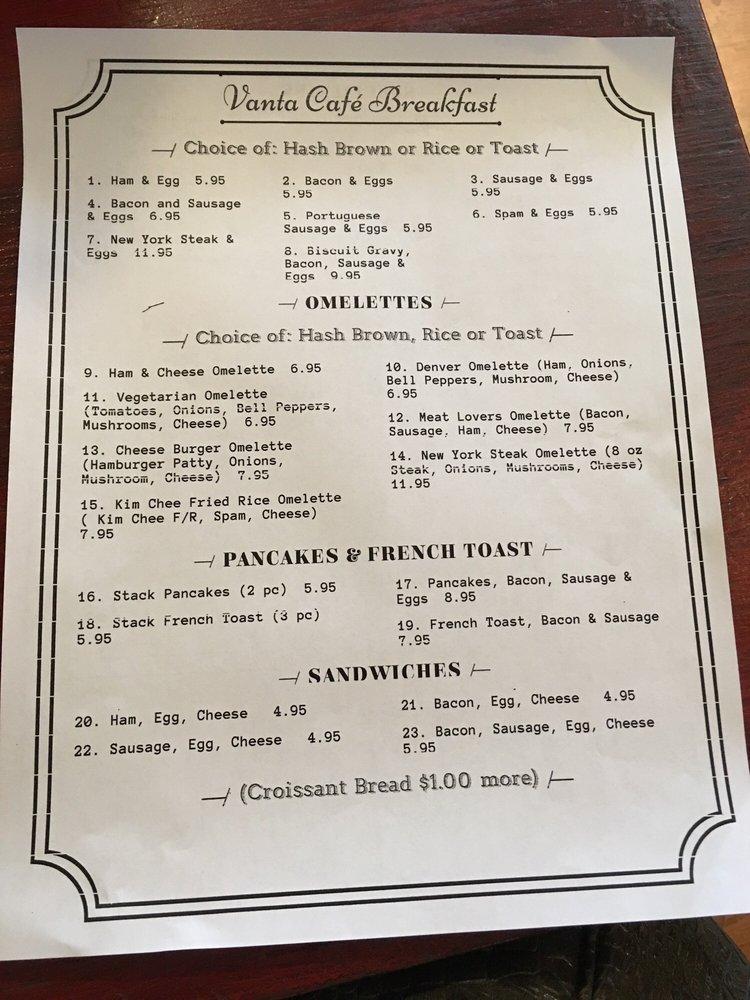 Vanta Café Breakfast
Choice of: Hash Brown or Rice or Toast
1. Ham & Egg 5.95
2. Bacon & Eggs
5.95
3. Sausage & Eggs
5.95
4. Bacon and Sausage
& Eggs 6.95
5. Portuguese
Sausage & Eggs 5.95
6. Spam & Eggs 5.95
7. New York Steak &
Eggs 11.95
8. Biscuit Gravy,
Bacon, Sausage &
Eggs 9.95
OMELETTES
Choice of: Hash Brown, Rice or Toast
9. Ham & Cheese Omelette 6.95
10. Denver Omelette (Ham, Onions,
Bell Peppers, Mushroom, Cheese)
6.95
11. Vegetarian Omelette
(Tomatoes, Onions, Bell Peppers,
Mushrooms, Cheese) 6.95
12. Meat Lovers Omelette (Bacon,
Sausage, Ham, Cheese) 7.95
13. Cheese Burger Omelette
(Hamburger Patty, Onions,
Mushroom, Cheese) 7.95
14. New York Steak Omelette (8 oz
Steak, Onions, Mushrooms, Cheese)
11.95
15. Kim Chee Fried Rice Omelette
( Kim Chee F/R, Spam, Cheese)
7.95
PANCAKES & FRENCH TOAST
16. Stack Pancakes (2 pc) 5.95
17. Pancakes, Bacon, Sausage &
Eggs 8.95
18. Stack French Toast (3 pc)
5.95
19. French Toast, Bacon & Sausage
7.95
SANDWICHES
20. Ham, Egg, Cheese 4.95
21. Bacon, Egg, Cheese 4.95
22. Sausage, Egg, Cheese 4.95
23. Bacon, Sausage, Egg, Cheese
5.95
(Croissant Bread $1.00 more)